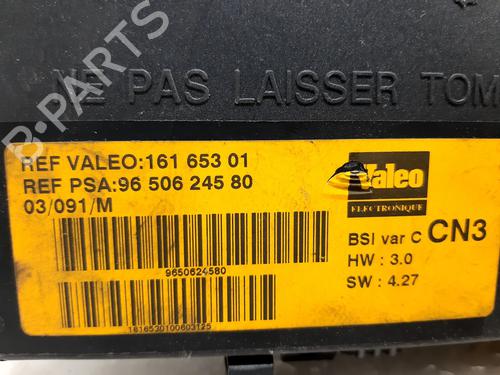 NE PAS LAISSER TOM
B-PARTS
REF VALEO:161 653 01
REF PSA:96 506 245 80
03/091/M
Valeo
ELECTRONIQUE
BSI var C CN3
HW : 3.0
SW : 4.27
9650624580
1616530100603125